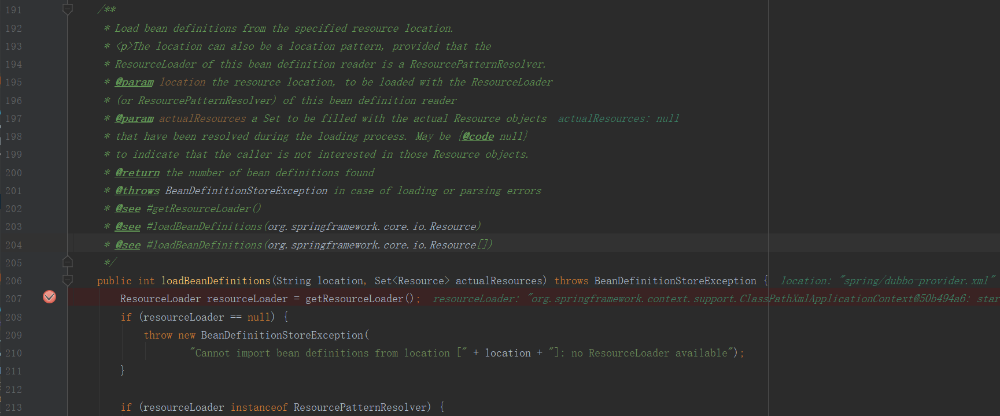 191 /**
192 * Load bean definitions from the specified resource location.
193 * <p>The location can also be a location pattern, provided that the
194 * ResourceLoader of this bean definition reader is a ResourcePatternResolver.
195 * @param location the resource location, to be loaded with the ResourceLoader
196 * (or ResourcePatternResolver) of this bean definition reader
197 * @param actualResources a Set to be filled with the actual Resource objects actualResources: null
198 * that have been resolved during the loading process. May be {@code null}
199 * to indicate that the caller is not interested in those Resource objects.
200 * @return the number of bean definitions found
201 * @throws BeanDefinitionStoreException in case of loading or parsing errors
202 * @see #getResourceLoader()
203 * @see #loadBeanDefinitions(org.springframework.core.io.Resource)
204 * @see #loadBeanDefinitions(org.springframework.core.io.Resource[])
205 */
206 public int loadBeanDefinitions(String location, Set<Resource> actualResources) throws BeanDefinitionStoreException { location: "spring/dubbo-provider.xml"
207 ResourceLoader resourceLoader = getResourceLoader(); resourceLoader: "org.springframework.context.support.ClassPathXmlApplicationContext@50b494a6: star
208 if (resourceLoader == null) {
209 throw new BeanDefinitionStoreException(
210 "Cannot import bean definitions from location [" + location + "]: no ResourceLoader available");
211 }
212
213 if (resourceLoader instanceof ResourcePatternResolver) {